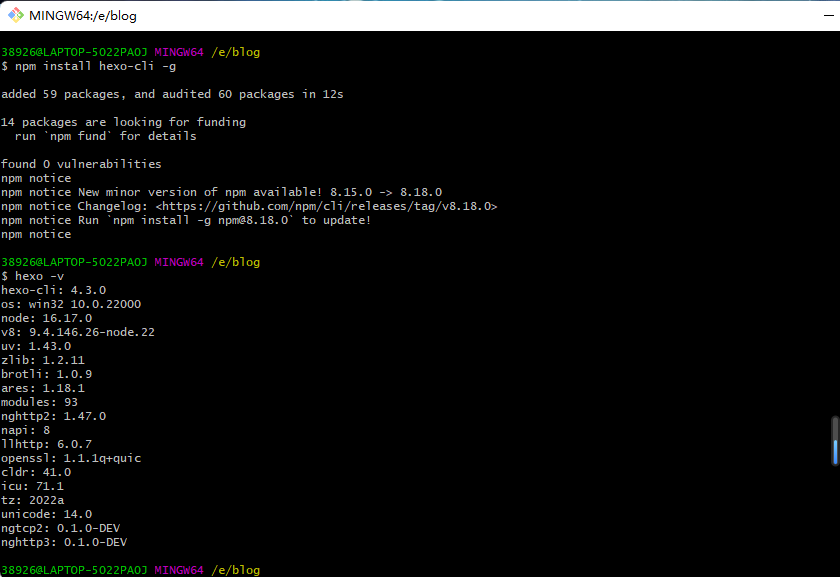 MINGW64:/e/blog
38926@LAPTOP-5O22PAOJ MINGW64 /e/blog
$ npm install hexo-cli -g
added 59 packages, and audited 60 packages in 12s
14 packages are looking for funding
  run `npm fund` for details
found 0 vulnerabilities
npm notice
npm notice New minor version of npm available! 8.15.0 -> 8.18.0
npm notice Changelog: <https://github.com/npm/cli/releases/tag/v8.18.0>
npm notice Run `npm install -g npm@8.18.0` to update!
npm notice
38926@LAPTOP-5O22PAOJ MINGW64 /e/blog
$ hexo -v
hexo-cli: 4.3.0
os: win32 10.0.22000
node: 16.17.0
v8: 9.4.146.26-node.22
uv: 1.43.0
zlib: 1.2.11
brotli: 1.0.9
ares: 1.18.1
modules: 93
nghttp2: 1.47.0
napi: 8
llhttp: 6.0.7
openssl: 1.1.1q+quic
cldr: 41.0
icu: 71.1
tz: 2022a
unicode: 14.0
ngtcp2: 0.1.0-DEV
nghttp3: 0.1.0-DEV
38926@LAPTOP-5O22PAOJ MINGW64 /e/blog